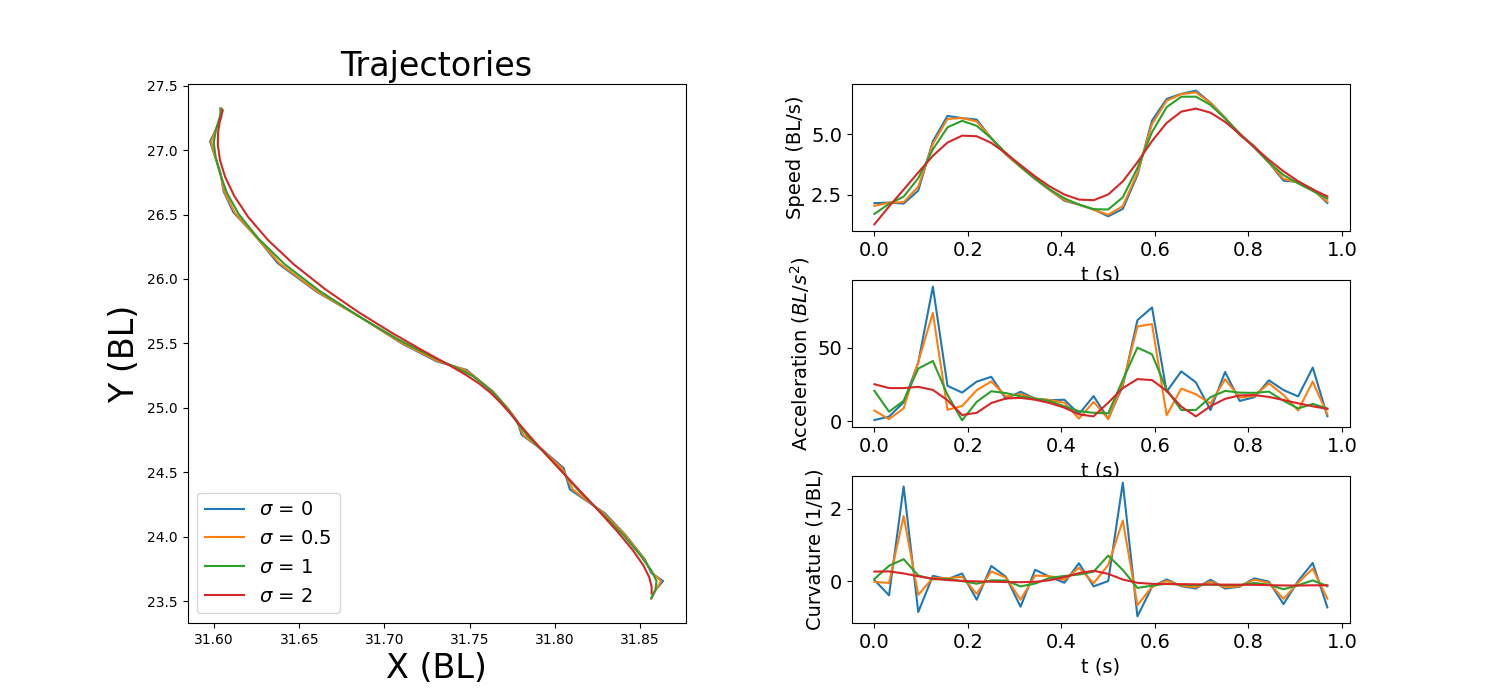 Trajectories
27.5
27.0
26.5
26.0
25.5
25.0
24.5
24.0
23.5
Y (BL)
σ = 0
σ = 0.5
σ = 1
σ = 2
31.60 31.65 31.70 31.75 31.80 31.85
X (BL)
Speed (BL/s)
5.0
2.5
0.0 0.2 0.4 0.6 0.8 1.0
t (s)
Acceleration (BL/s²)
50
0
0.0 0.2 0.4 0.6 0.8 1.0
t (s)
Curvature (1/BL)
2
0
0.0 0.2 0.4 0.6 0.8 1.0
t (s)